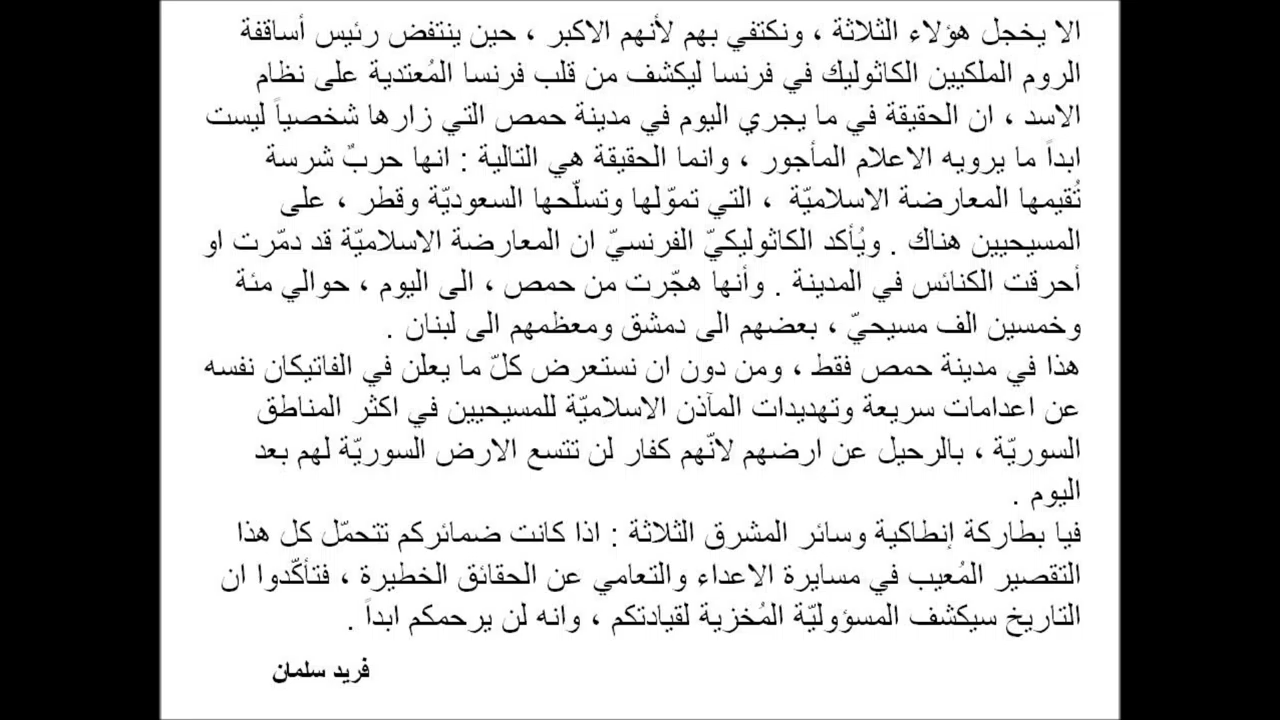 الا يخجل هؤلاء الثلاثة ، ونكتفي بهم لأنهم الاكبر ، حين ينتفض رئيس أساقفة
الروم الملكيين الكاثوليك في فرنسا ليكشف من قلب فرنسا المُعتدية على نظام
الاسد ، ان الحقيقة في ما يجري اليوم في مدينة حمص التي زارها شخصياً ليست
ابداً ما يرويه الاعلام المأجور ، وانما الحقيقة هي التالية : انها حربٌ شرسة
تُقيمها المعارضة الاسلاميّة ، التي تموّلها وتسلّحها السعوديّة وقطر ، على
المسيحيين هناك . ويُأكد الكاثوليكيّ الفرنسيّ ان المعارضة الاسلاميّة قد دمّرت او
أحرقت الكنائس في المدينة . وأنها هجّرت من حمص ، الى اليوم ، حوالي مئة
وخمسين الف مسيحيّ ، بعضهم الى دمشق ومعظمهم الى لبنان .
هذا في مدينة حمص فقط ، ومن دون ان نستعرض كلّ ما يعلن في الفاتيكان نفسه
عن اعدامات سريعة وتهديدات المآذن الاسلاميّة للمسيحيين في اكثر المناطق
السوريّة ، بالرحيل عن ارضهم لانّهم كفار لن تتسع الارض السوريّة لهم بعد
اليوم .
فيا بطاركة إنطاكية وسائر المشرق الثلاثة : اذا كانت ضمائركم تتحمّل كل هذا
التقصير المُعيب في مسايرة الاعداء والتعامي عن الحقائق الخطيرة ، فتأكّدوا ان
التاريخ سيكشف المسؤوليّة المُخزية لقيادتكم ، وانه لن يرحمكم ابداً .
فريد سلمان